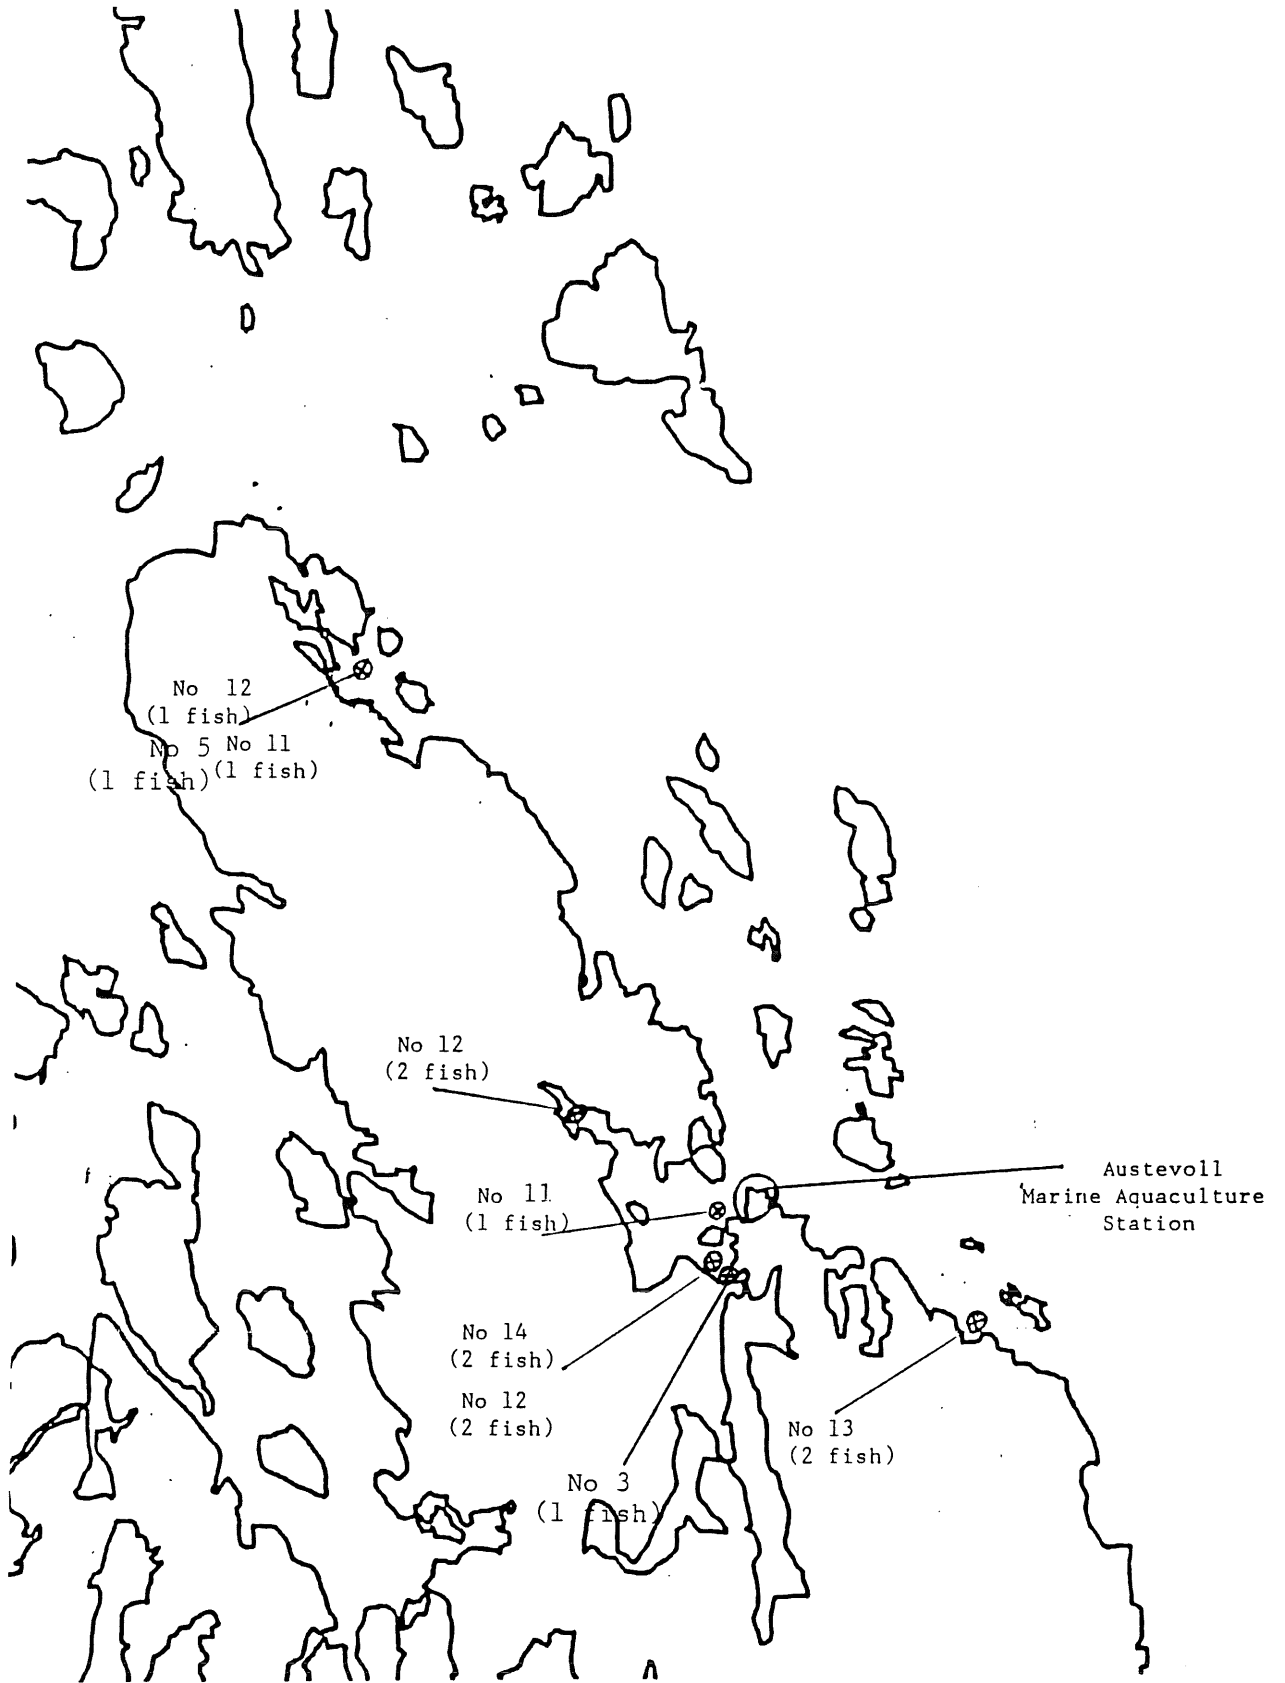 No 12
(1 fish)
No 5 No 11
(1 fish) (1 fish)
No 12
(2 fish)
Austevoll
Marine Aquaculture
Station
No 11
(1 fish)
No 14
(2 fish)
No 12
(2 fish)
No 13
(2 fish)
No 3
(1 fish)